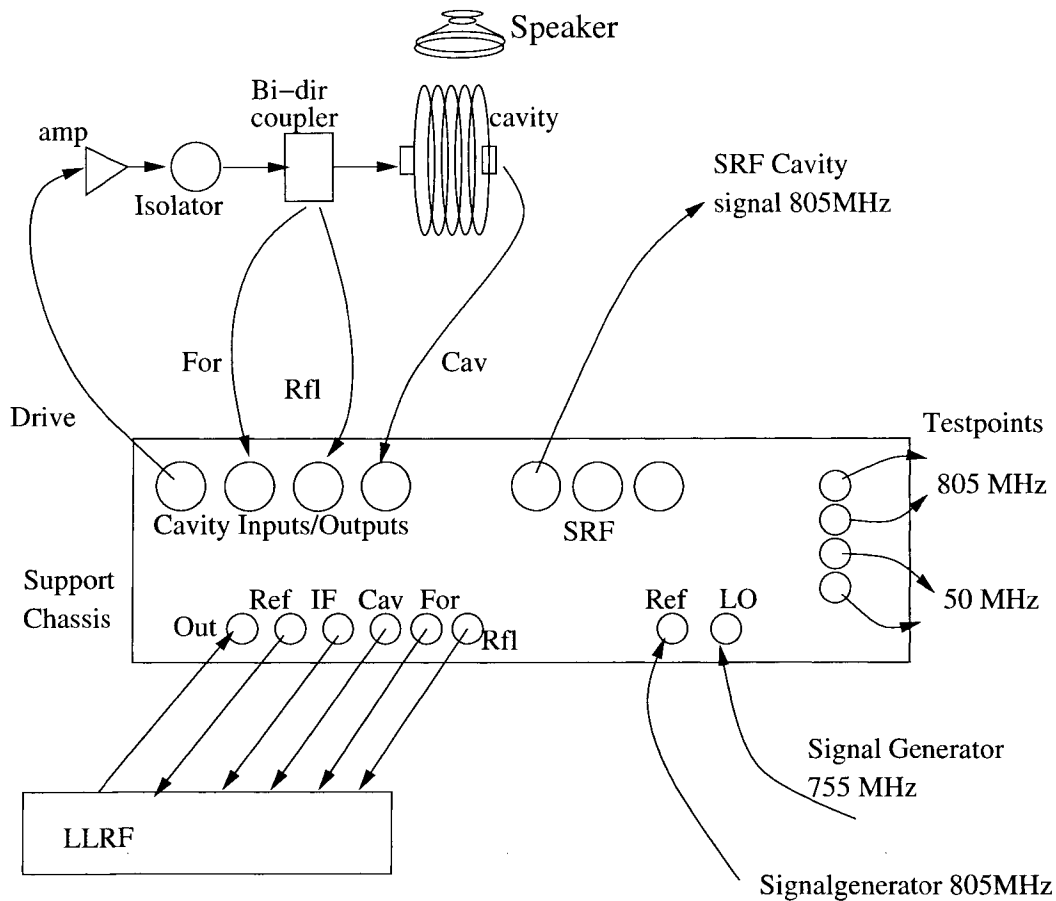 Speaker
Bi-dir
coupler
cavity
amp
Isolator
SRF Cavity
signal 805MHz
For
Rfl
Cav
Drive
Testpoints
805 MHz
50 MHz
Cavity Inputs/Outputs
SRF
Support
Chassis
Out
Ref
IF
Cav
For
Rfl
Ref
LO
Signal Generator
755 MHz
LLRF
Signalgenerator 805MHz